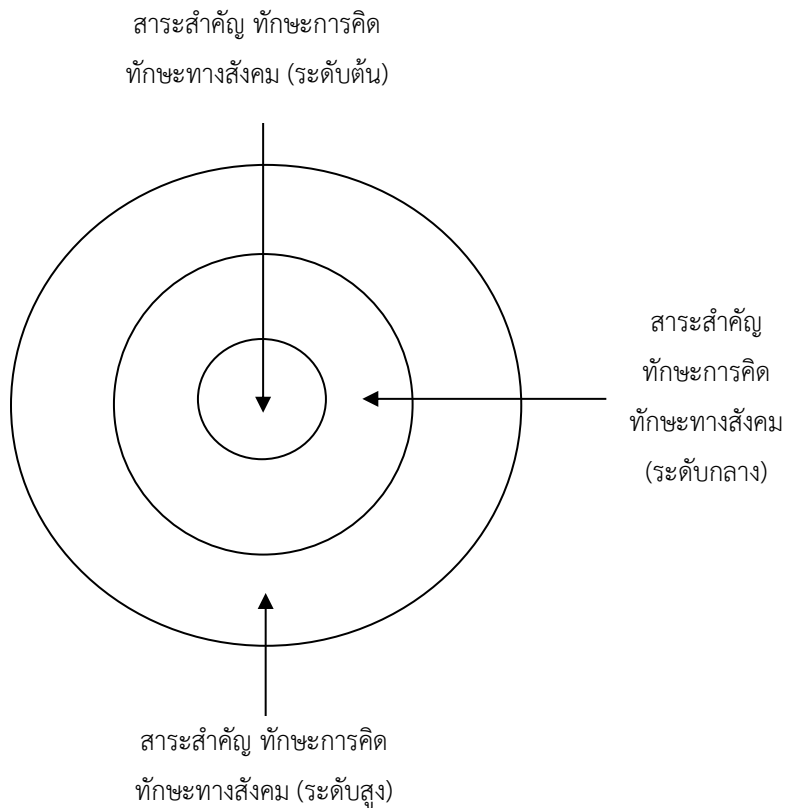 สาระสำคัญ ทักษะการคิด
ทักษะทางสังคม (ระดับต้น)
สาระสำคัญ
ทักษะการคิด
ทักษะทางสังคม
(ระดับกลาง)
สาระสำคัญ ทักษะการคิด
ทักษะทางสังคม (ระดับสูง)